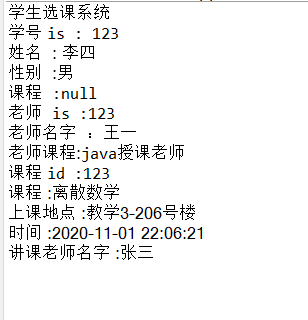 学生选课系统
学号 is : 123
姓名 : 李四
性别 :男
课程 :null
老师 is :123
老师名字 : 王一
老师课程:java授课老师
课程 id :123
课程 :离散数学
上课地点 :教学3-206号楼
时间 :2020-11-01 22:06:21
讲课老师名字 :张三